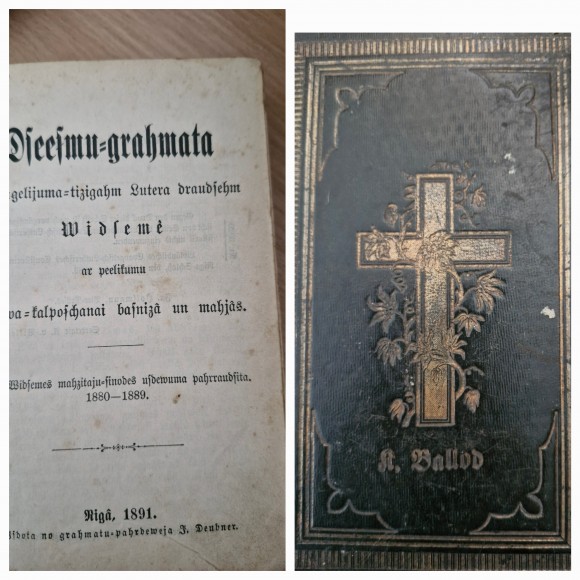 Dſeeſmu=grahmata
gelijuma=tizigahm Lutera draudſehm
Widſemê
ar peelikumu
wa=kalpoſchanai baſnizâ un mahjâs.
Widſemes mahzitaju=ſinodes uſdewuma pahrraudſita.
1880—1889.
Rigâ, 1891.
no grahmatu=pahrdeweja J. Deubner.
K. Ballod